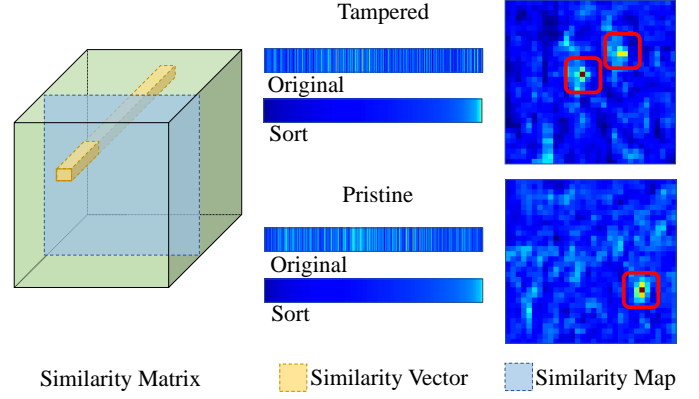 Tampered
Original
Sort
Pristine
Original
Sort
Similarity Matrix
Similarity Vector
Similarity Map